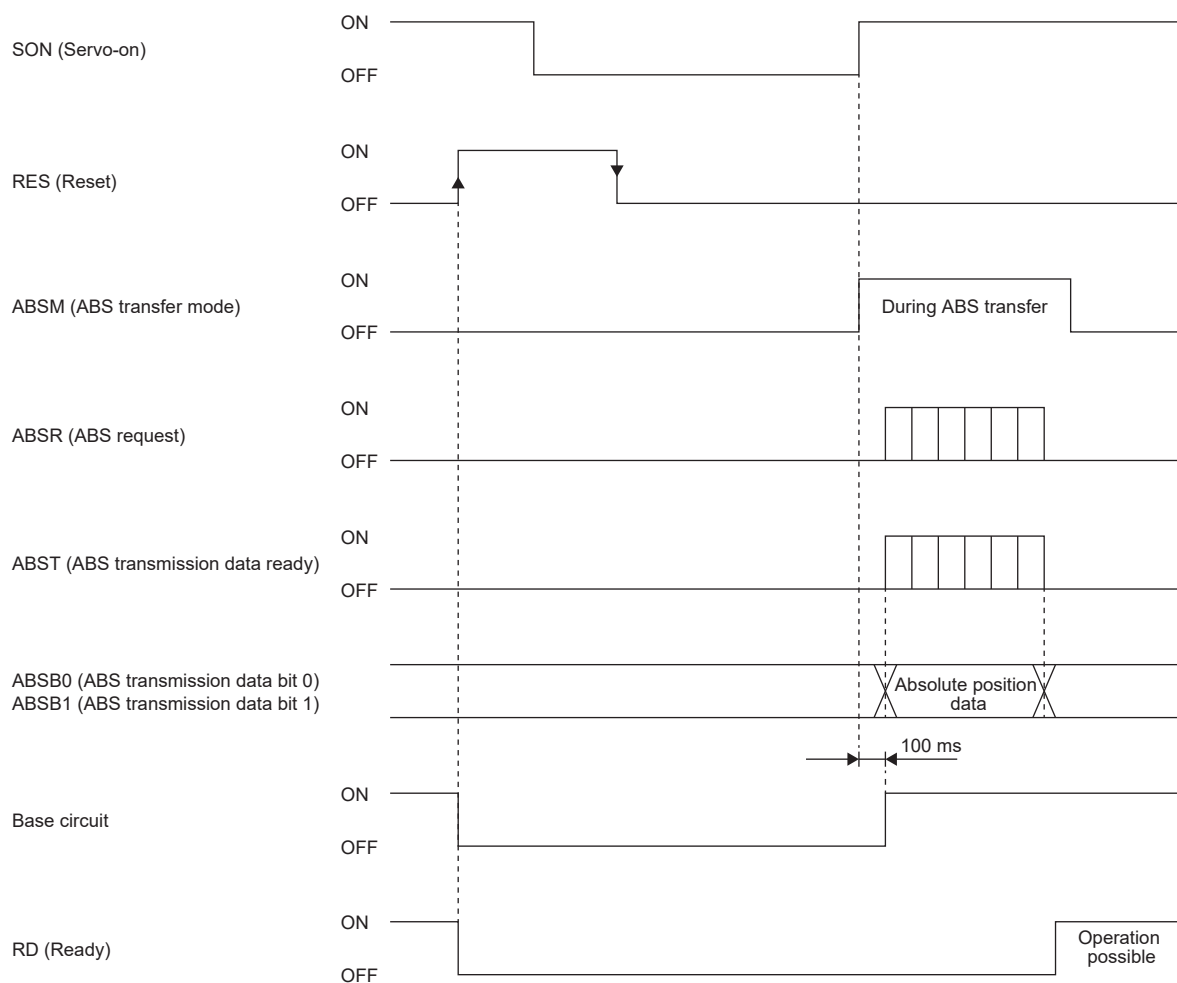 ON
SON (Servo-on)
OFF
ON
RES (Reset)
OFF
ON
ABSM (ABS transfer mode)
During ABS transfer
OFF
ON
ABSR (ABS request)
OFF
ON
ABST (ABS transmission data ready)
OFF
ABSB0 (ABS transmission data bit 0)
ABSB1 (ABS transmission data bit 1)
Absolute position
data
100 ms
ON
Base circuit
OFF
ON
RD (Ready)
Operation
possible
OFF